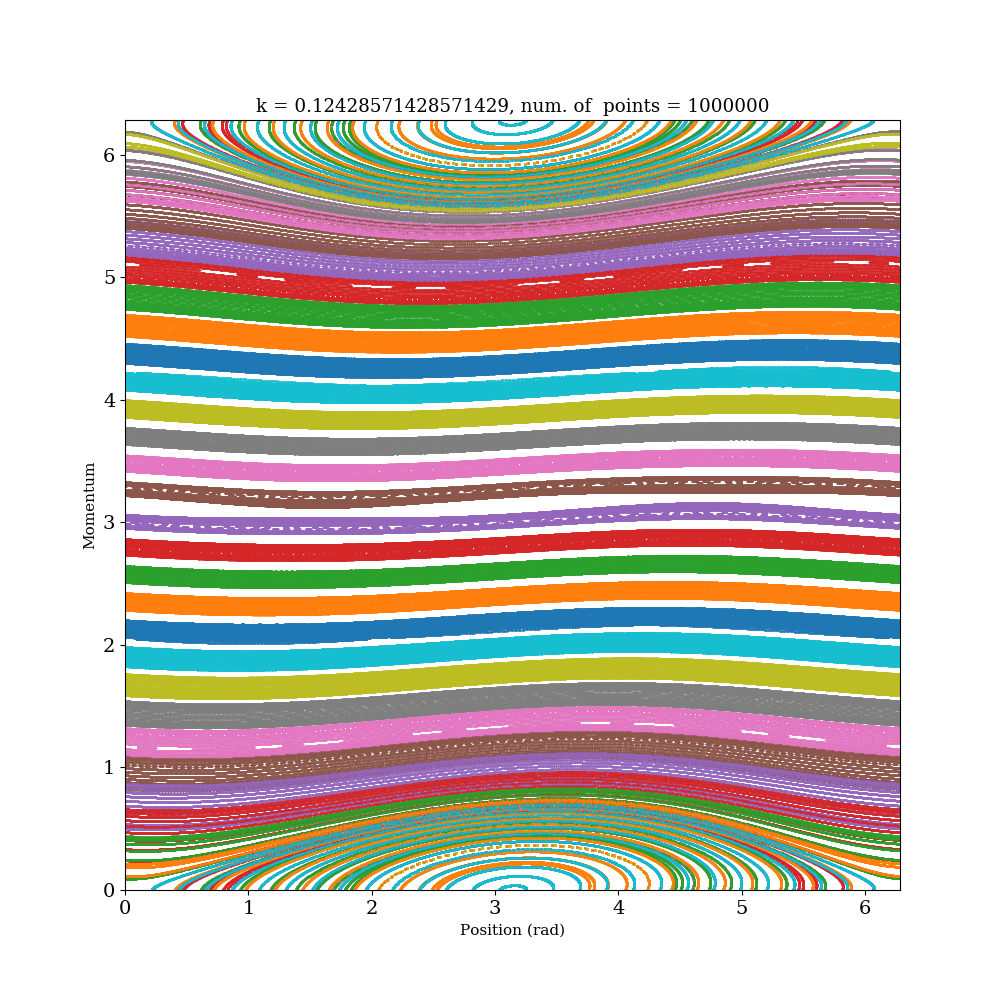 k = 0.12428571428571429, num. of  points = 1000000
6
5
4
3
2
1
0
Momentum
0 1 2 3 4 5 6
Position (rad)